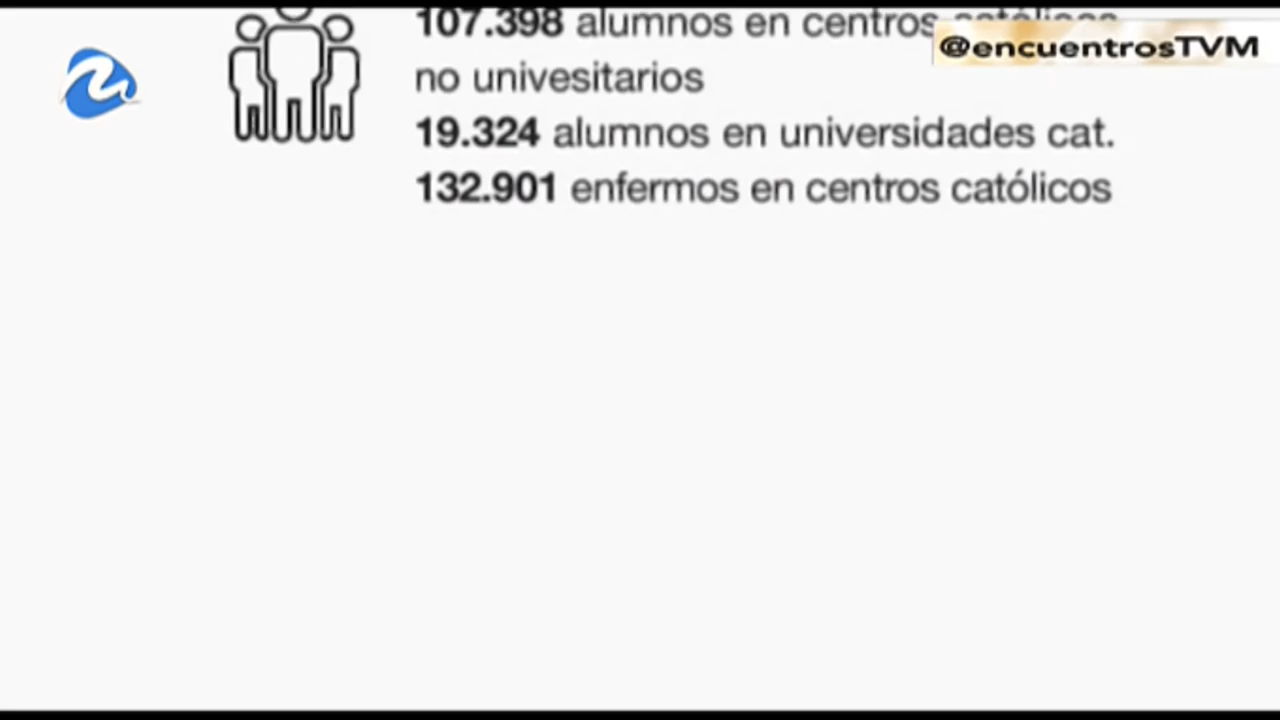 107.398 alumnos en centros católicos
@encuentrosTVM
no univesitarios
19.324 alumnos en universidades cat.
132.901 enfermos en centros católicos